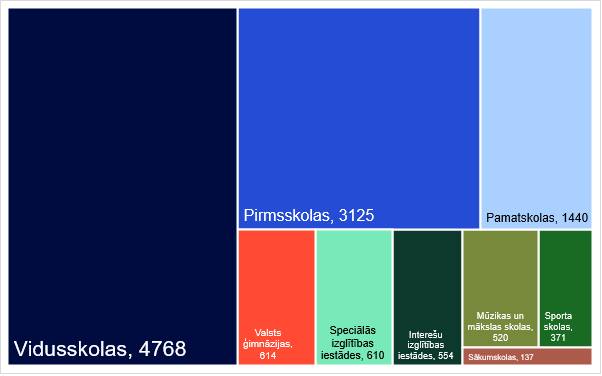 Vidusskolas, 4768
Pirmsskolas, 3125
Pamatskolas, 1440
Valsts
ģimnāzijas,
614
Speciālās
izglītības
iestādes, 610
Interešu
izglītības
iestādes, 554
Mūzikas un
mākslas skolas,
520
Sporta
skolas,
371
Sākumskolas, 137